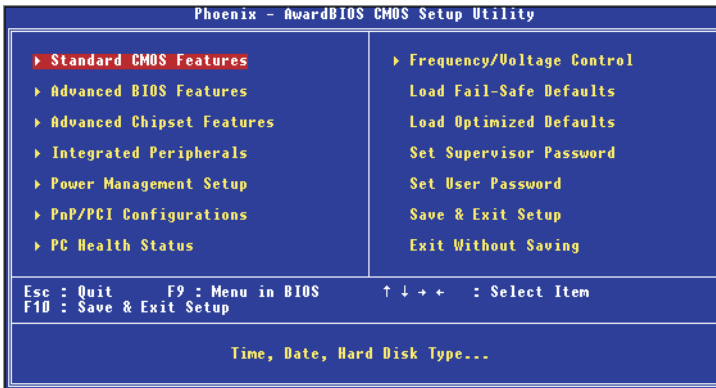 Phoenix - AwardBIOS CMOS Setup Utility
▸ Standard CMOS Features
▸ Advanced BIOS Features
▸ Advanced Chipset Features
▸ Integrated Peripherals
▸ Power Management Setup
▸ PnP/PCI Configurations
▸ PC Health Status
▸ Frequency/Voltage Control
Load Fail-Safe Defaults
Load Optimized Defaults
Set Supervisor Password
Set User Password
Save & Exit Setup
Exit Without Saving
Esc : Quit F9 : Menu in BIOS ↑ ↓ → ← : Select Item
F10 : Save & Exit Setup
Time, Date, Hard Disk Type...